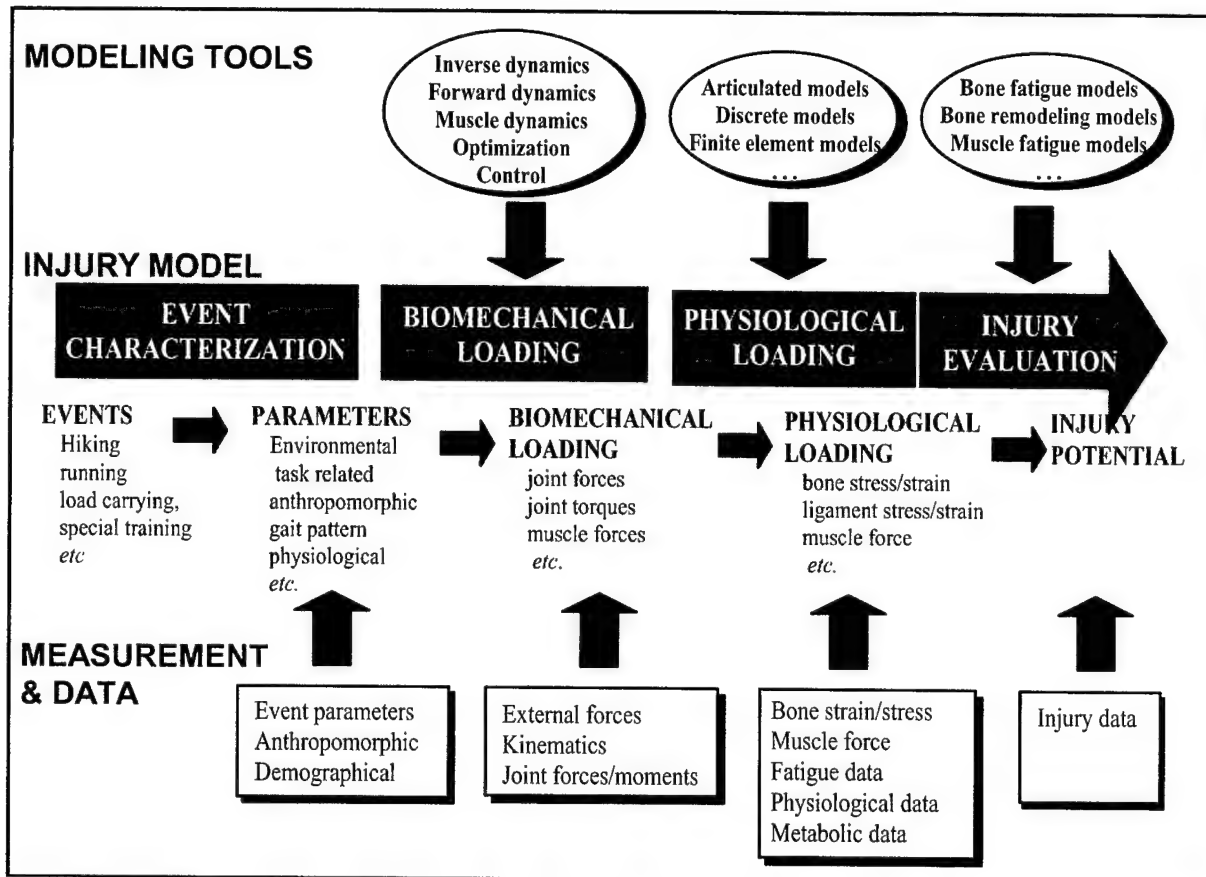 MODELING TOOLS
Inverse dynamics
Forward dynamics
Muscle dynamics
Optimization
Control
Articulated models
Discrete models
Finite element models
...
Bone fatigue models
Bone remodeling models
Muscle fatigue models
...
INJURY MODEL
EVENT
CHARACTERIZATION
BIOMECHANICAL
LOADING
PHYSIOLOGICAL
LOADING
INJURY
EVALUATION
EVENTS
Hiking
running
load carrying,
special training
etc
PARAMETERS
Environmental
task related
anthropomorphic
gait pattern
physiological
etc.
BIOMECHANICAL
LOADING
joint forces
joint torques
muscle forces
etc.
PHYSIOLOGICAL
LOADING
bone stress/strain
ligament stress/strain
muscle force
etc.
INJURY
POTENTIAL
MEASUREMENT
& DATA
Event parameters
Anthropomorphic
Demographical
External forces
Kinematics
Joint forces/moments
Bone strain/stress
Muscle force
Fatigue data
Physiological data
Metabolic data
Injury data